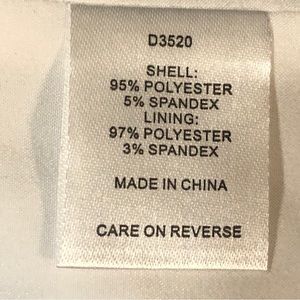 D3520
SHELL:
95% POLYESTER
5% SPANDEX
LINING:
97% POLYESTER
3% SPANDEX
MADE IN CHINA
CARE ON REVERSE